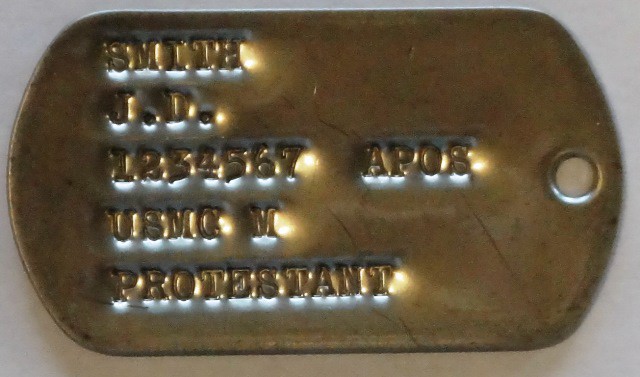 SMITH
J.D.
1234567 APOS
USMC M
PROTESTANT